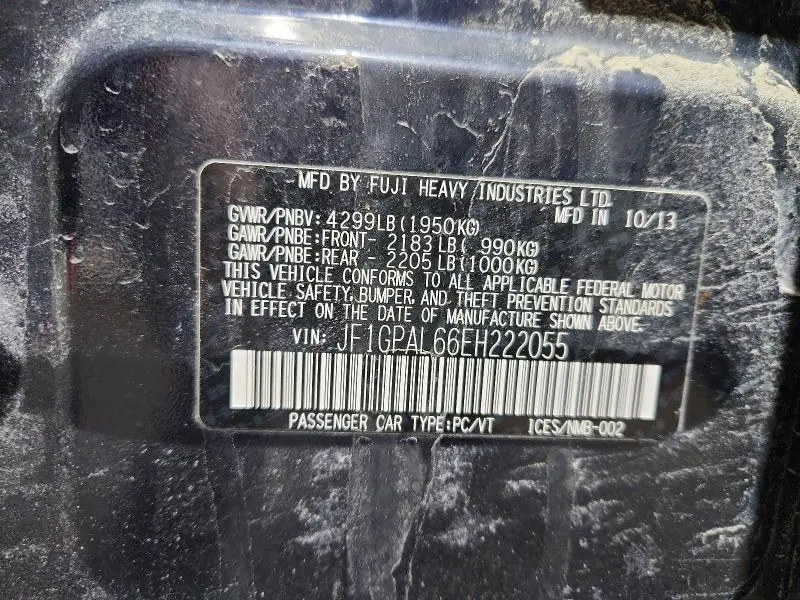 MFD BY FUJI HEAVY INDUSTRIES LTD.
MFD IN 10/13
GVWR/PNBV: 4299LB(1950KG)
GAWR/PNBE:FRONT- 2183LB( 990KG)
GAWR/PNBE:REAR - 2205LB(1000KG)
THIS VEHICLE CONFORMS TO ALL APPLICABLE FEDERAL MOTOR
VEHICLE SAFETY, BUMPER, AND THEFT PREVENTION STANDARDS
IN EFFECT ON THE DATE OF MANUFACTURE SHOWN ABOVE.
VIN: JF1GPAL66EH222055
PASSENGER CAR TYPE:PC/VT ICES/NMB-002